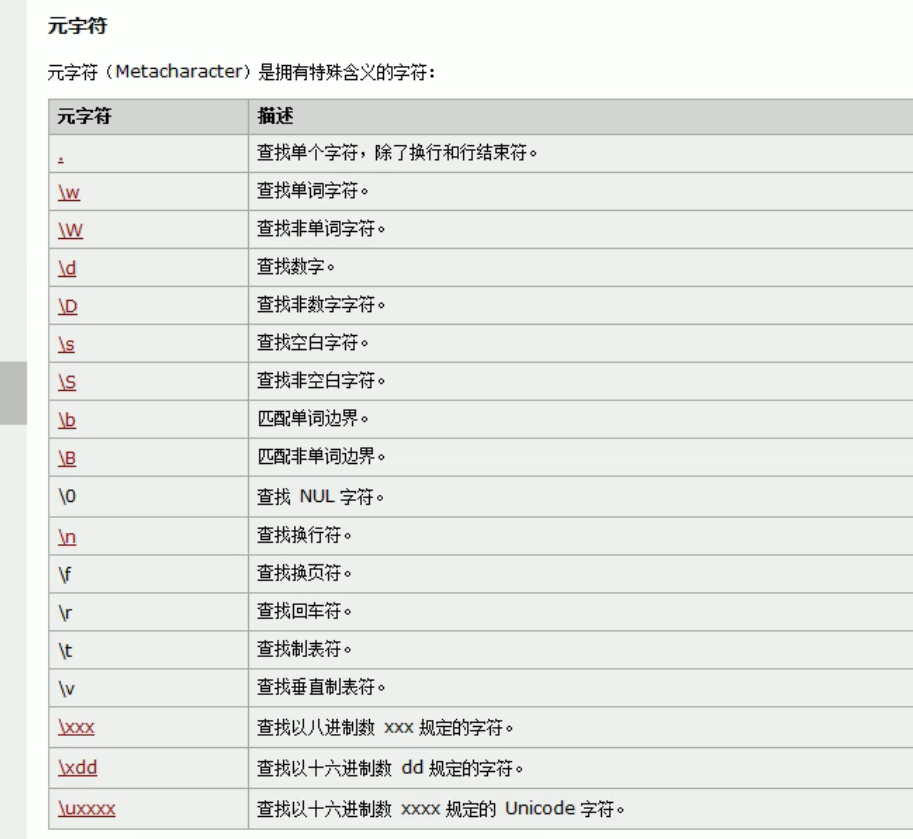 元字符
元字符（Metacharacter）是拥有特殊含义的字符：
元字符 描述
. 查找单个字符，除了换行和行结束符。
\w 查找单词字符。
\W 查找非单词字符。
\d 查找数字。
\D 查找非数字字符。
\s 查找空白字符。
\S 查找非空白字符。
\b 匹配单词边界。
\B 匹配非单词边界。
\0 查找 NUL 字符。
\n 查找换行符。
\f 查找换页符。
\r 查找回车符。
\t 查找制表符。
\v 查找垂直制表符。
\xxx 查找以八进制数 xxx 规定的字符。
\xdd 查找以十六进制数 dd 规定的字符。
\uxxxx 查找以十六进制数 xxxx 规定的 Unicode 字符。